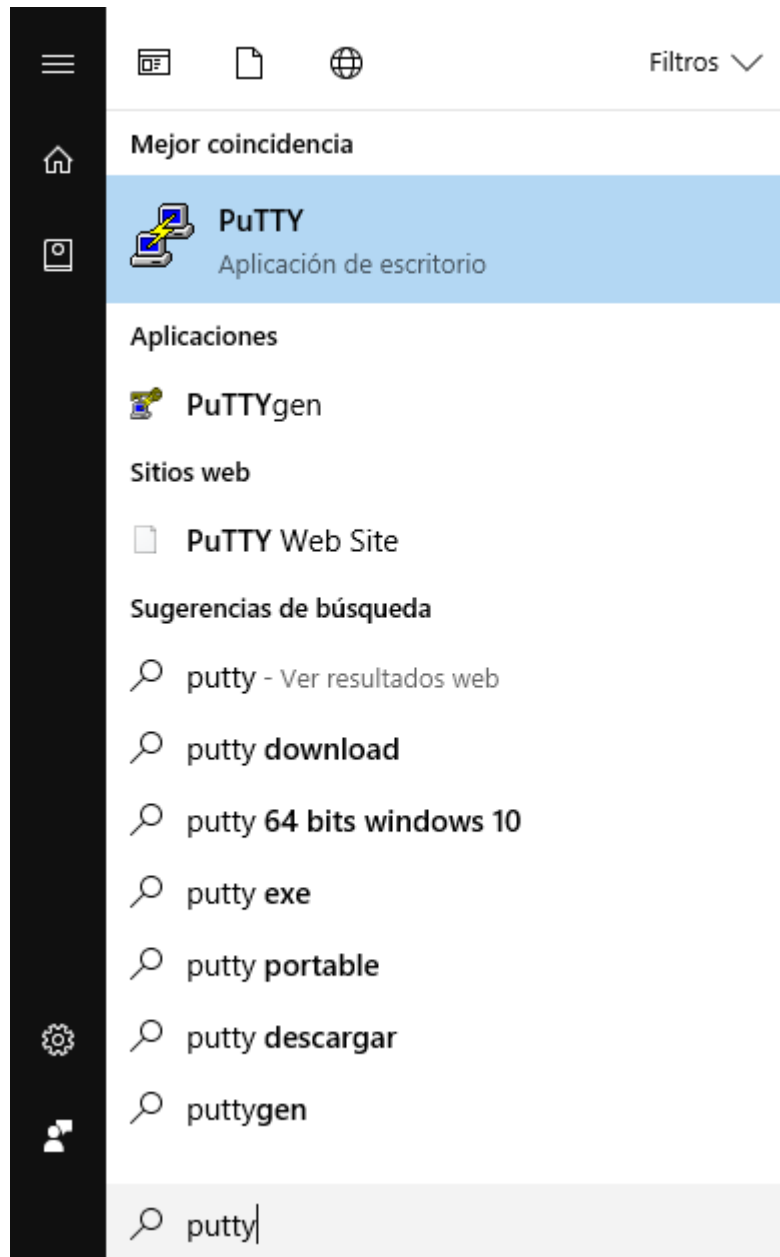 Filtros
Mejor coincidencia
PuTTY
Aplicación de escritorio
Aplicaciones
PuTTYgen
Sitios web
PuTTY Web Site
Sugerencias de búsqueda
putty - Ver resultados web
putty download
putty 64 bits windows 10
putty exe
putty portable
putty descargar
puttygen
putty